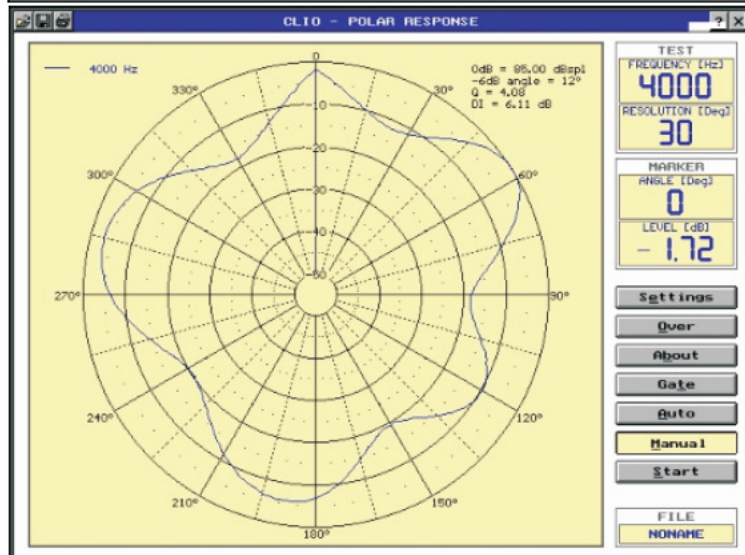 CLIO - POLAR RESPONSE
? ×
4000 Hz
0dB = 85.00 dBspl
-6dB angle = 12°
Q = 4.08
DI = 6.11 dB
0
330°
30°
-10
-20
300°
60°
-30
-40
-50
270°
90°
240°
120°
210°
150°
180°
TEST
FREQUENCY [Hz]
4000
RESOLUTION [Deg]
30
MARKER
ANGLE [Deg]
0
LEVEL [dB]
-1.72
Settings
Over
About
Gate
Auto
Manual
Start
FILE
NONAME